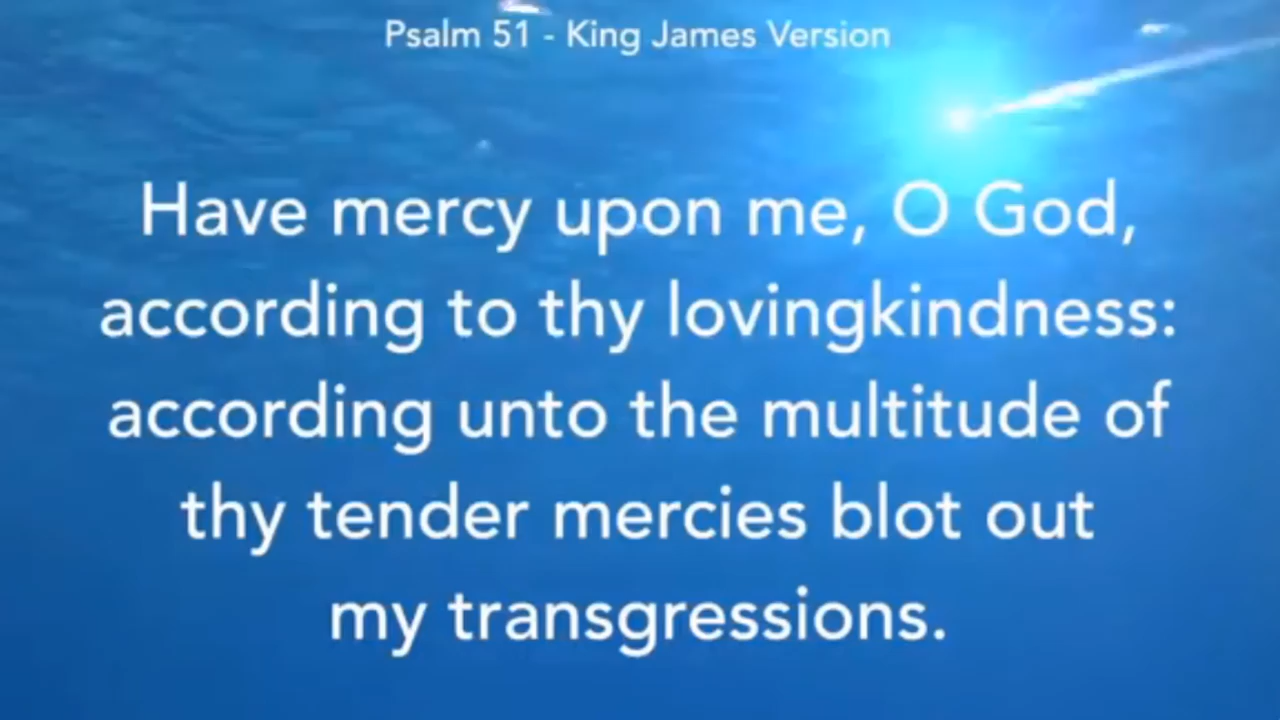 Psalm 51 - King James Version
Have mercy upon me, O God,
according to thy lovingkindness:
according unto the multitude of
thy tender mercies blot out
my transgressions.